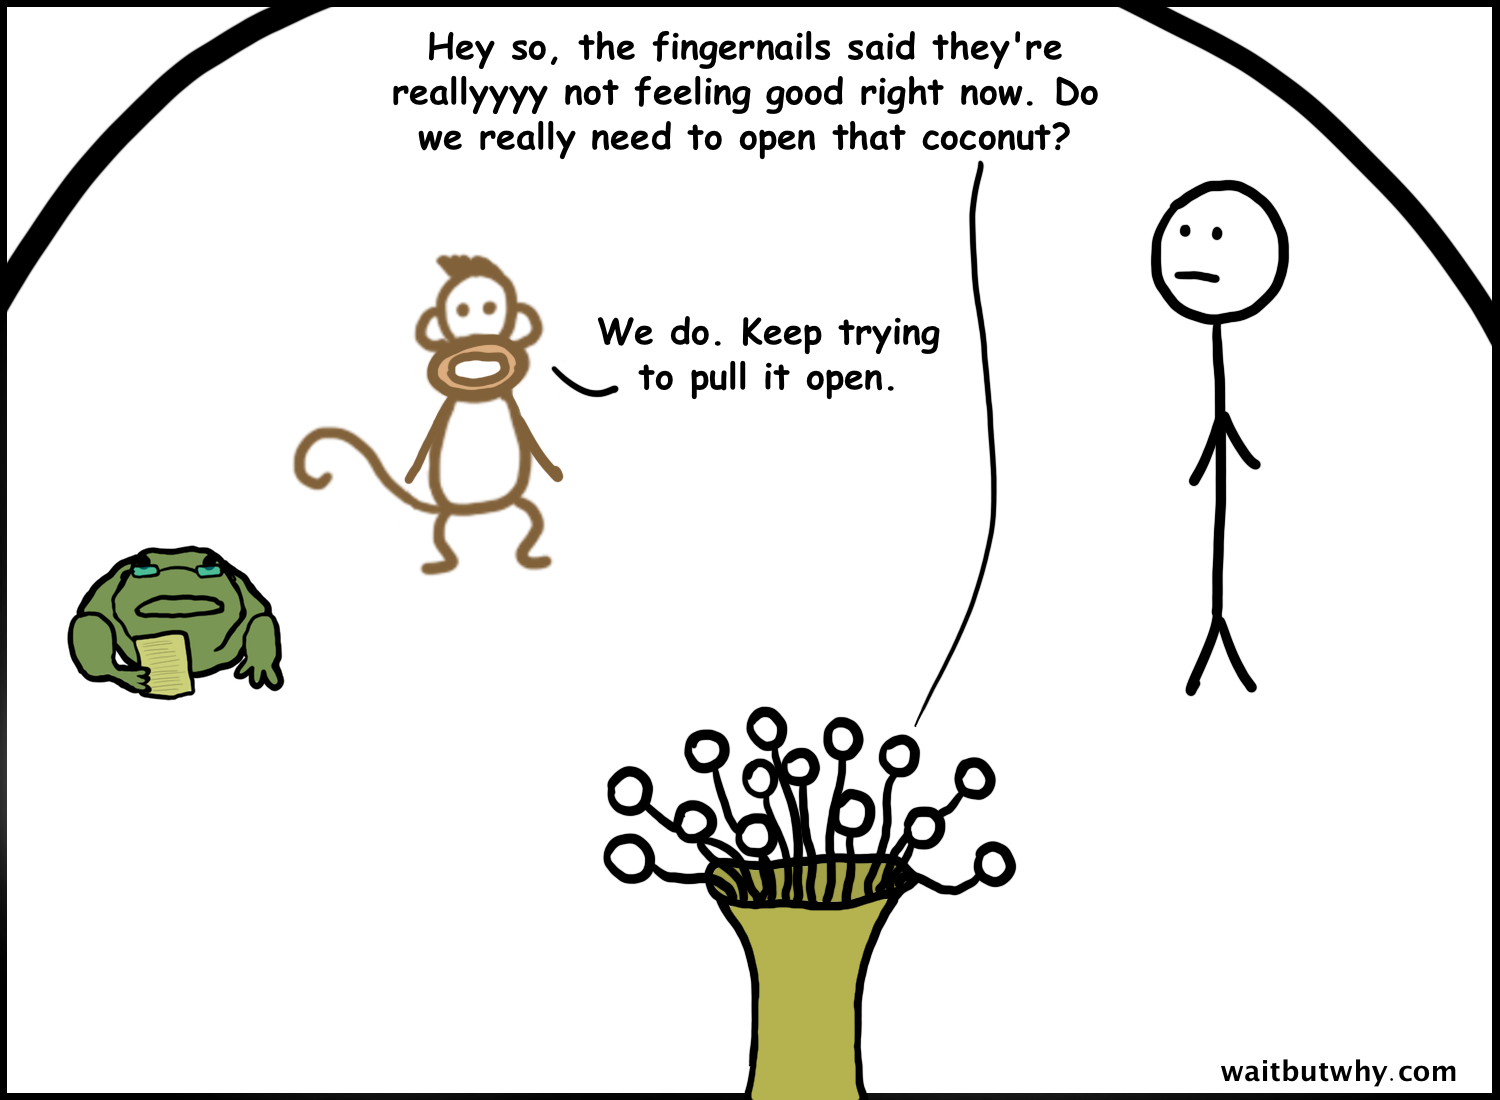 Hey so, the fingernails said they're
reallyyyy not feeling good right now. Do
we really need to open that coconut?
We do. Keep trying
to pull it open.
waitbutwhy.com